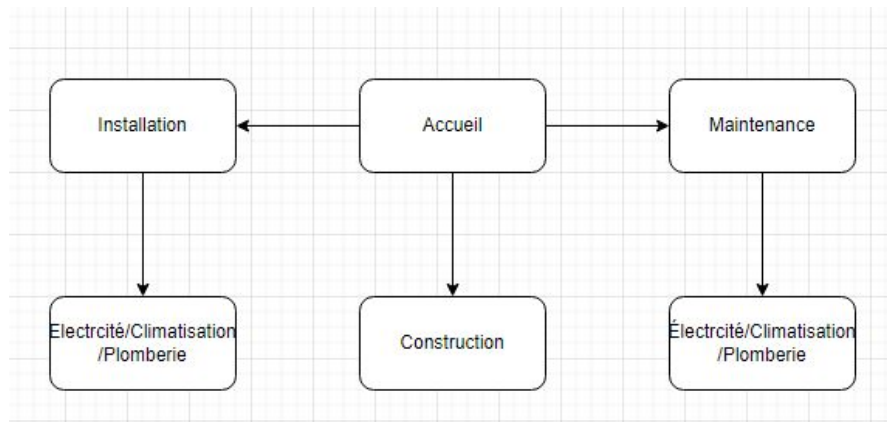 Installation
Accueil
Maintenance
Electrcité/Climatisation
/Plomberie
Construction
Électrcité/Climatisation
/Plomberie